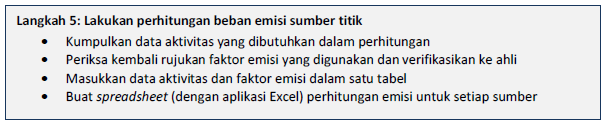 Langkah 5: Lakukan perhitungan beban emisi sumber titik
• Kumpulkan data aktivitas yang dibutuhkan dalam perhitungan
• Periksa kembali rujukan faktor emisi yang digunakan dan verifikasikan ke ahli
• Masukkan data aktivitas dan faktor emisi dalam satu tabel
• Buat spreadsheet (dengan aplikasi Excel) perhitungan emisi untuk setiap sumber